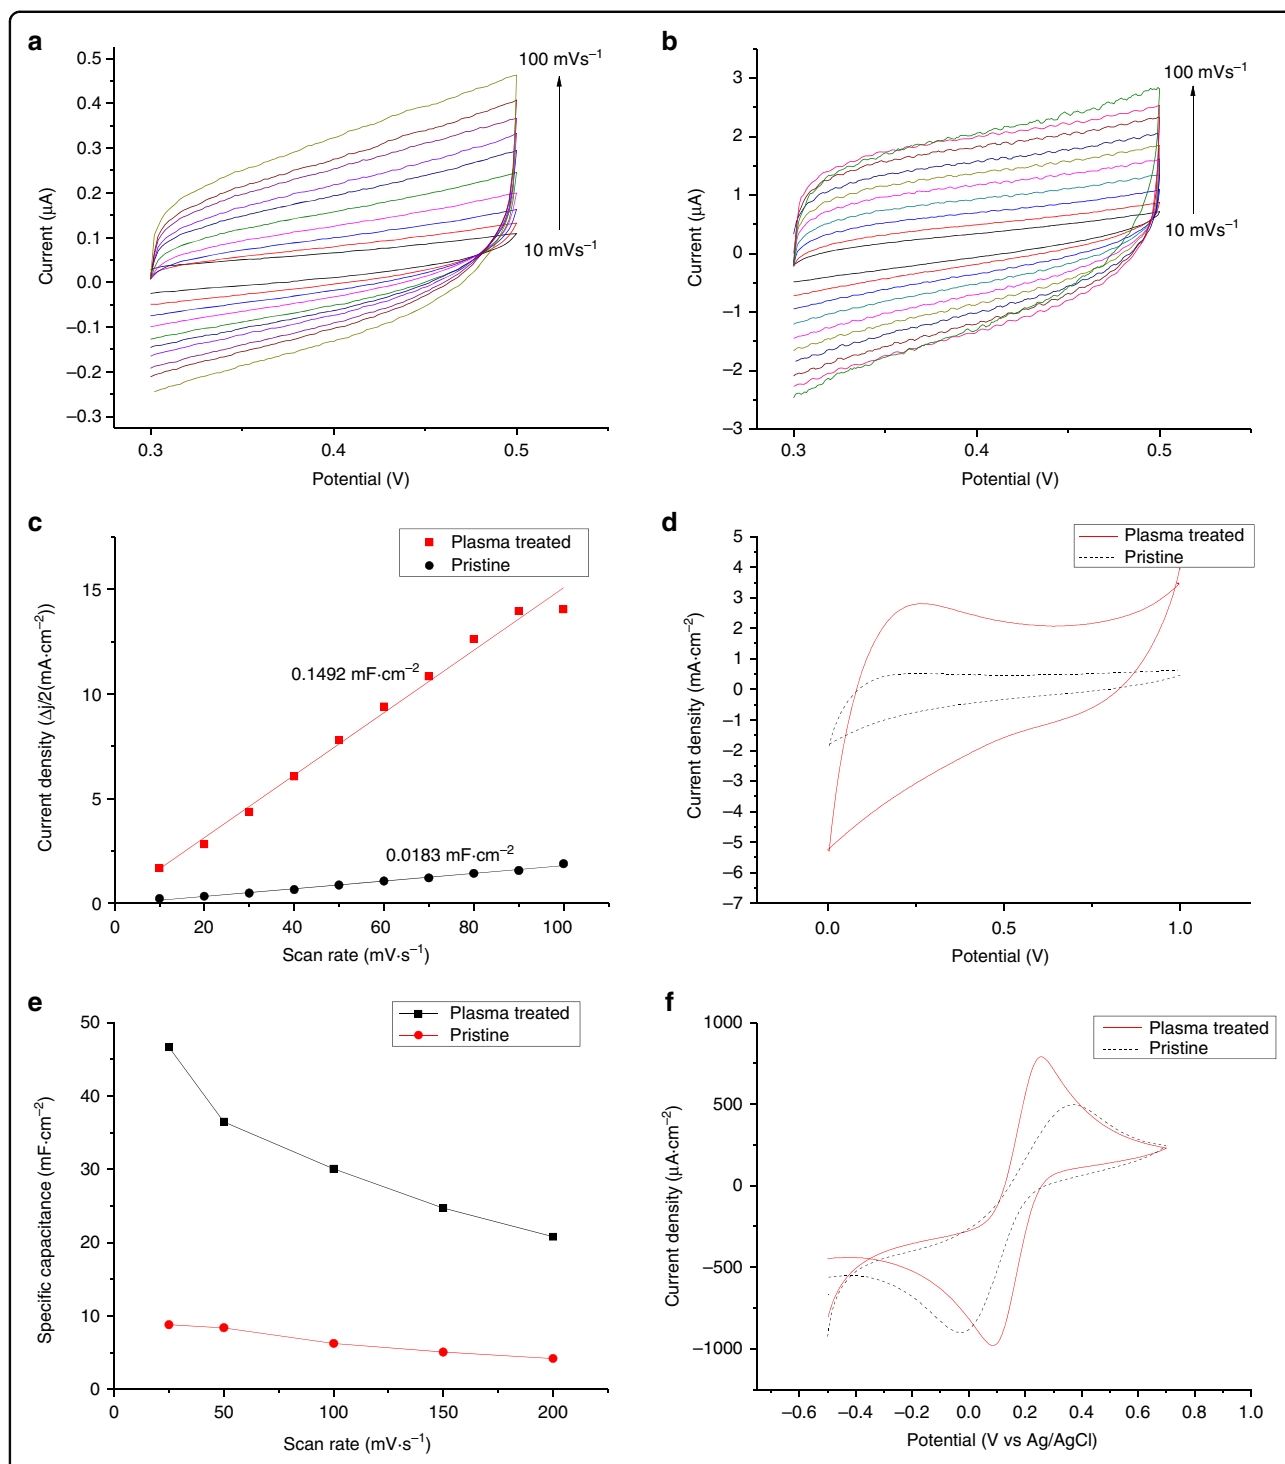 a
100 mVs⁻¹
10 mVs⁻¹
Current (µA)
0.5
0.4
0.3
0.2
0.1
0.0
−0.1
−0.2
−0.3
0.3 0.4 0.5
Potential (V)
b
100 mVs⁻¹
10 mVs⁻¹
Current (µA)
3
2
1
0
−1
−2
−3
0.3 0.4 0.5
Potential (V)
c
Plasma treated
Pristine
0.1492 mF·cm⁻²
0.0183 mF·cm⁻²
Current density (Δj/2(mA·cm⁻²))
15
10
5
0
0 20 40 60 80 100
Scan rate (mV·s⁻¹)
d
Plasma treated
Pristine
Current density (mA·cm⁻²)
5
4
3
2
1
0
−1
−2
−3
−4
−5
−6
−7
0.0 0.5 1.0
Potential (V)
e
Plasma treated
Pristine
Specific capacitance (mF·cm⁻²)
50
40
30
20
10
0
0 50 100 150 200
Scan rate (mV·s⁻¹)
f
Plasma treated
Pristine
Current density (µA·cm⁻²)
1000
500
0
−500
−1000
−0.6 −0.4 −0.2 0.0 0.2 0.4 0.6 0.8 1.0
Potential (V vs Ag/AgCl)